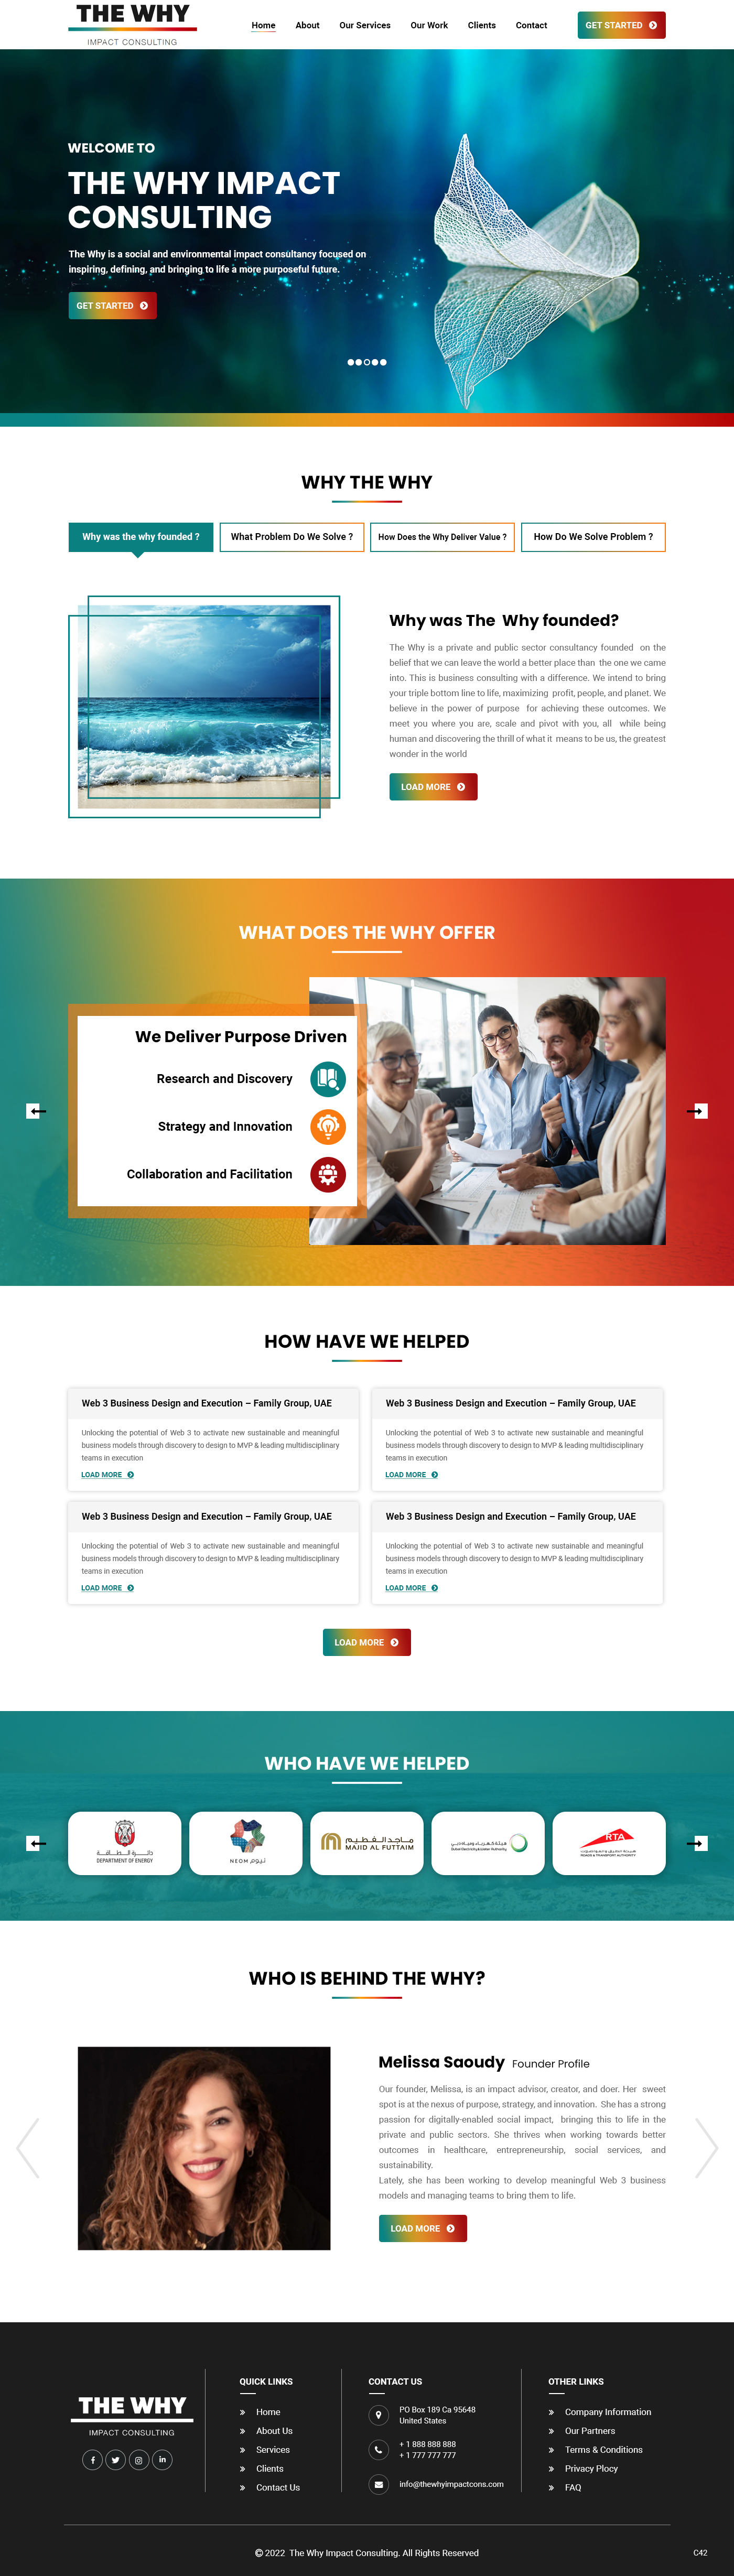 THE WHY
IMPACT CONSULTING
Home About Our Services Our Work Clients Contact
GET STARTED
WELCOME TO
THE WHY IMPACT
CONSULTING
The Why is a social and environmental impact consultancy focused on
inspiring, defining, and bringing to life a more purposeful future.
GET STARTED
WHY THE WHY
Why was the why founded ?
What Problem Do We Solve ?
How Does the Why Deliver Value ?
How Do We Solve Problem ?
Why was The Why founded?
The Why is a private and public sector consultancy founded on the
belief that we can leave the world a better place than the one we came
into. This is business consulting with a difference. We intend to bring
your triple bottom line to life, maximizing profit, people, and planet. We
believe in the power of purpose for achieving these outcomes. We
meet you where you are, scale and pivot with you, all while being
human and discovering the thrill of what it means to be us, the greatest
wonder in the world
LOAD MORE
WHAT DOES THE WHY OFFER
We Deliver Purpose Driven
Research and Discovery
Strategy and Innovation
Collaboration and Facilitation
HOW HAVE WE HELPED
Web 3 Business Design and Execution – Family Group, UAE
Unlocking the potential of Web 3 to activate new sustainable and meaningful
business models through discovery to design to MVP & leading multidisciplinary
teams in execution
LOAD MORE
Web 3 Business Design and Execution – Family Group, UAE
Unlocking the potential of Web 3 to activate new sustainable and meaningful
business models through discovery to design to MVP & leading multidisciplinary
teams in execution
LOAD MORE
Web 3 Business Design and Execution – Family Group, UAE
Unlocking the potential of Web 3 to activate new sustainable and meaningful
business models through discovery to design to MVP & leading multidisciplinary
teams in execution
LOAD MORE
Web 3 Business Design and Execution – Family Group, UAE
Unlocking the potential of Web 3 to activate new sustainable and meaningful
business models through discovery to design to MVP & leading multidisciplinary
teams in execution
LOAD MORE
LOAD MORE
WHO HAVE WE HELPED
دائـرة الـطـاقـة
DEPARTMENT OF ENERGY
NEOM نيوم
ماجد الفطيم
MAJID AL FUTTAIM
هيئة كهرباء ومياه دبي
Dubai Electricity & Water Authority
RTA
ROADS & TRANSPORT AUTHORITY
WHO IS BEHIND THE WHY?
Melissa Saoudy Founder Profile
Our founder, Melissa, is an impact advisor, creator, and doer. Her sweet
spot is at the nexus of purpose, strategy, and innovation. She has a strong
passion for digitally-enabled social impact, bringing this to life in the
private and public sectors. She thrives when working towards better
outcomes in healthcare, entrepreneurship, social services, and
sustainability.
Lately, she has been working to develop meaningful Web 3 business
models and managing teams to bring them to life.
LOAD MORE
THE WHY
IMPACT CONSULTING
QUICK LINKS
Home
About Us
Services
Clients
Contact Us
CONTACT US
PO Box 189 Ca 95648
United States
+ 1 888 888 888
+ 1 777 777 777
info@thewhyimpactcons.com
OTHER LINKS
Company Information
Our Partners
Terms & Conditions
Privacy Plocy
FAQ
© 2022 The Why Impact Consulting. All Rights Reserved
C42